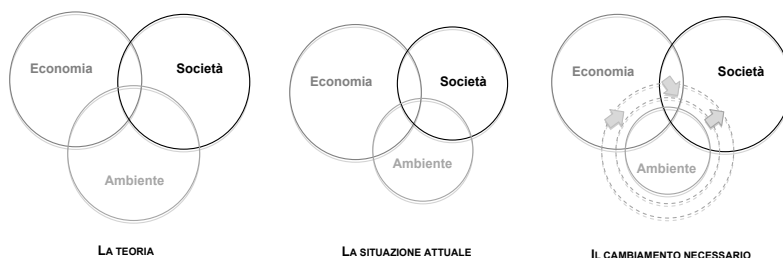 Economia Società
Ambiente
LA TEORIA
Economia Società
Ambiente
LA SITUAZIONE ATTUALE
Economia Società
Ambiente
IL CAMBIAMENTO NECESSARIO